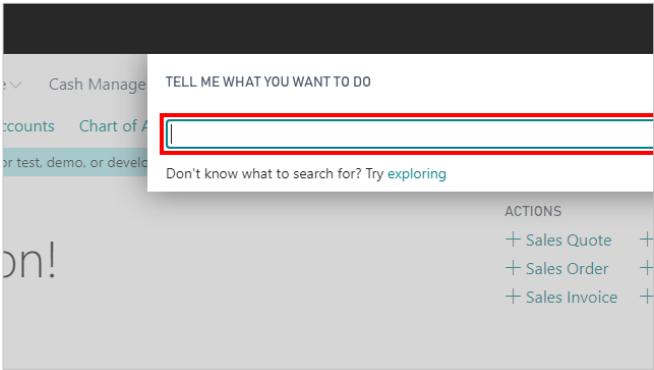 Cash Manage
TELL ME WHAT YOU WANT TO DO
ccounts Chart of A
or test, demo, or develo
Don't know what to search for? Try exploring
ACTIONS
on!
+ Sales Quote +
+ Sales Order +
+ Sales Invoice +